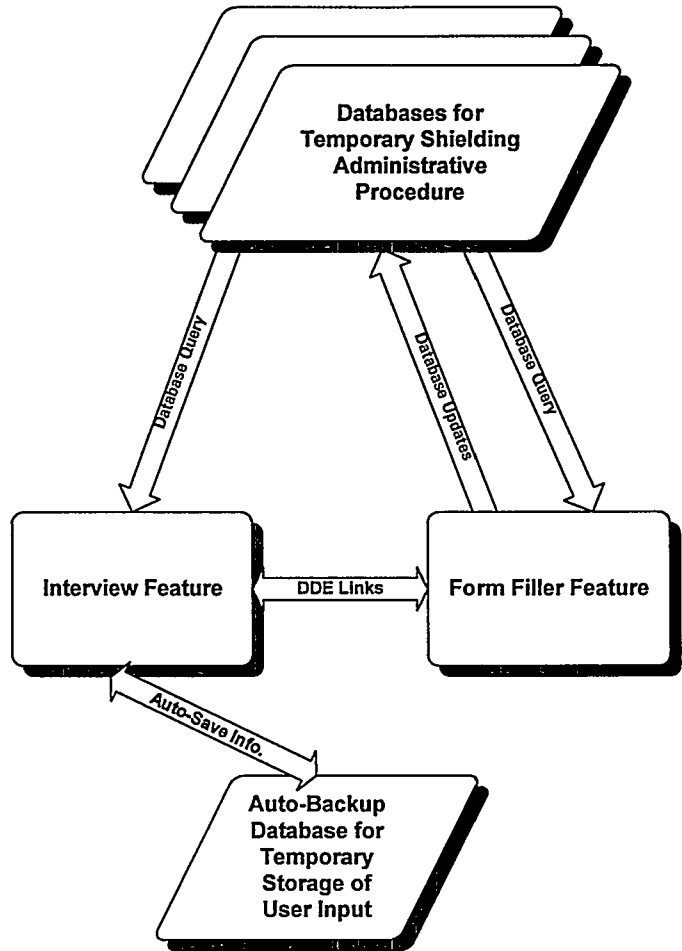 Databases for
Temporary Shielding
Administrative
Procedure
Database Query
Database Updates
Database Query
Interview Feature
DDE Links
Form Filler Feature
Auto-Save Info.
Auto-Backup
Database for
Temporary
Storage of
User Input